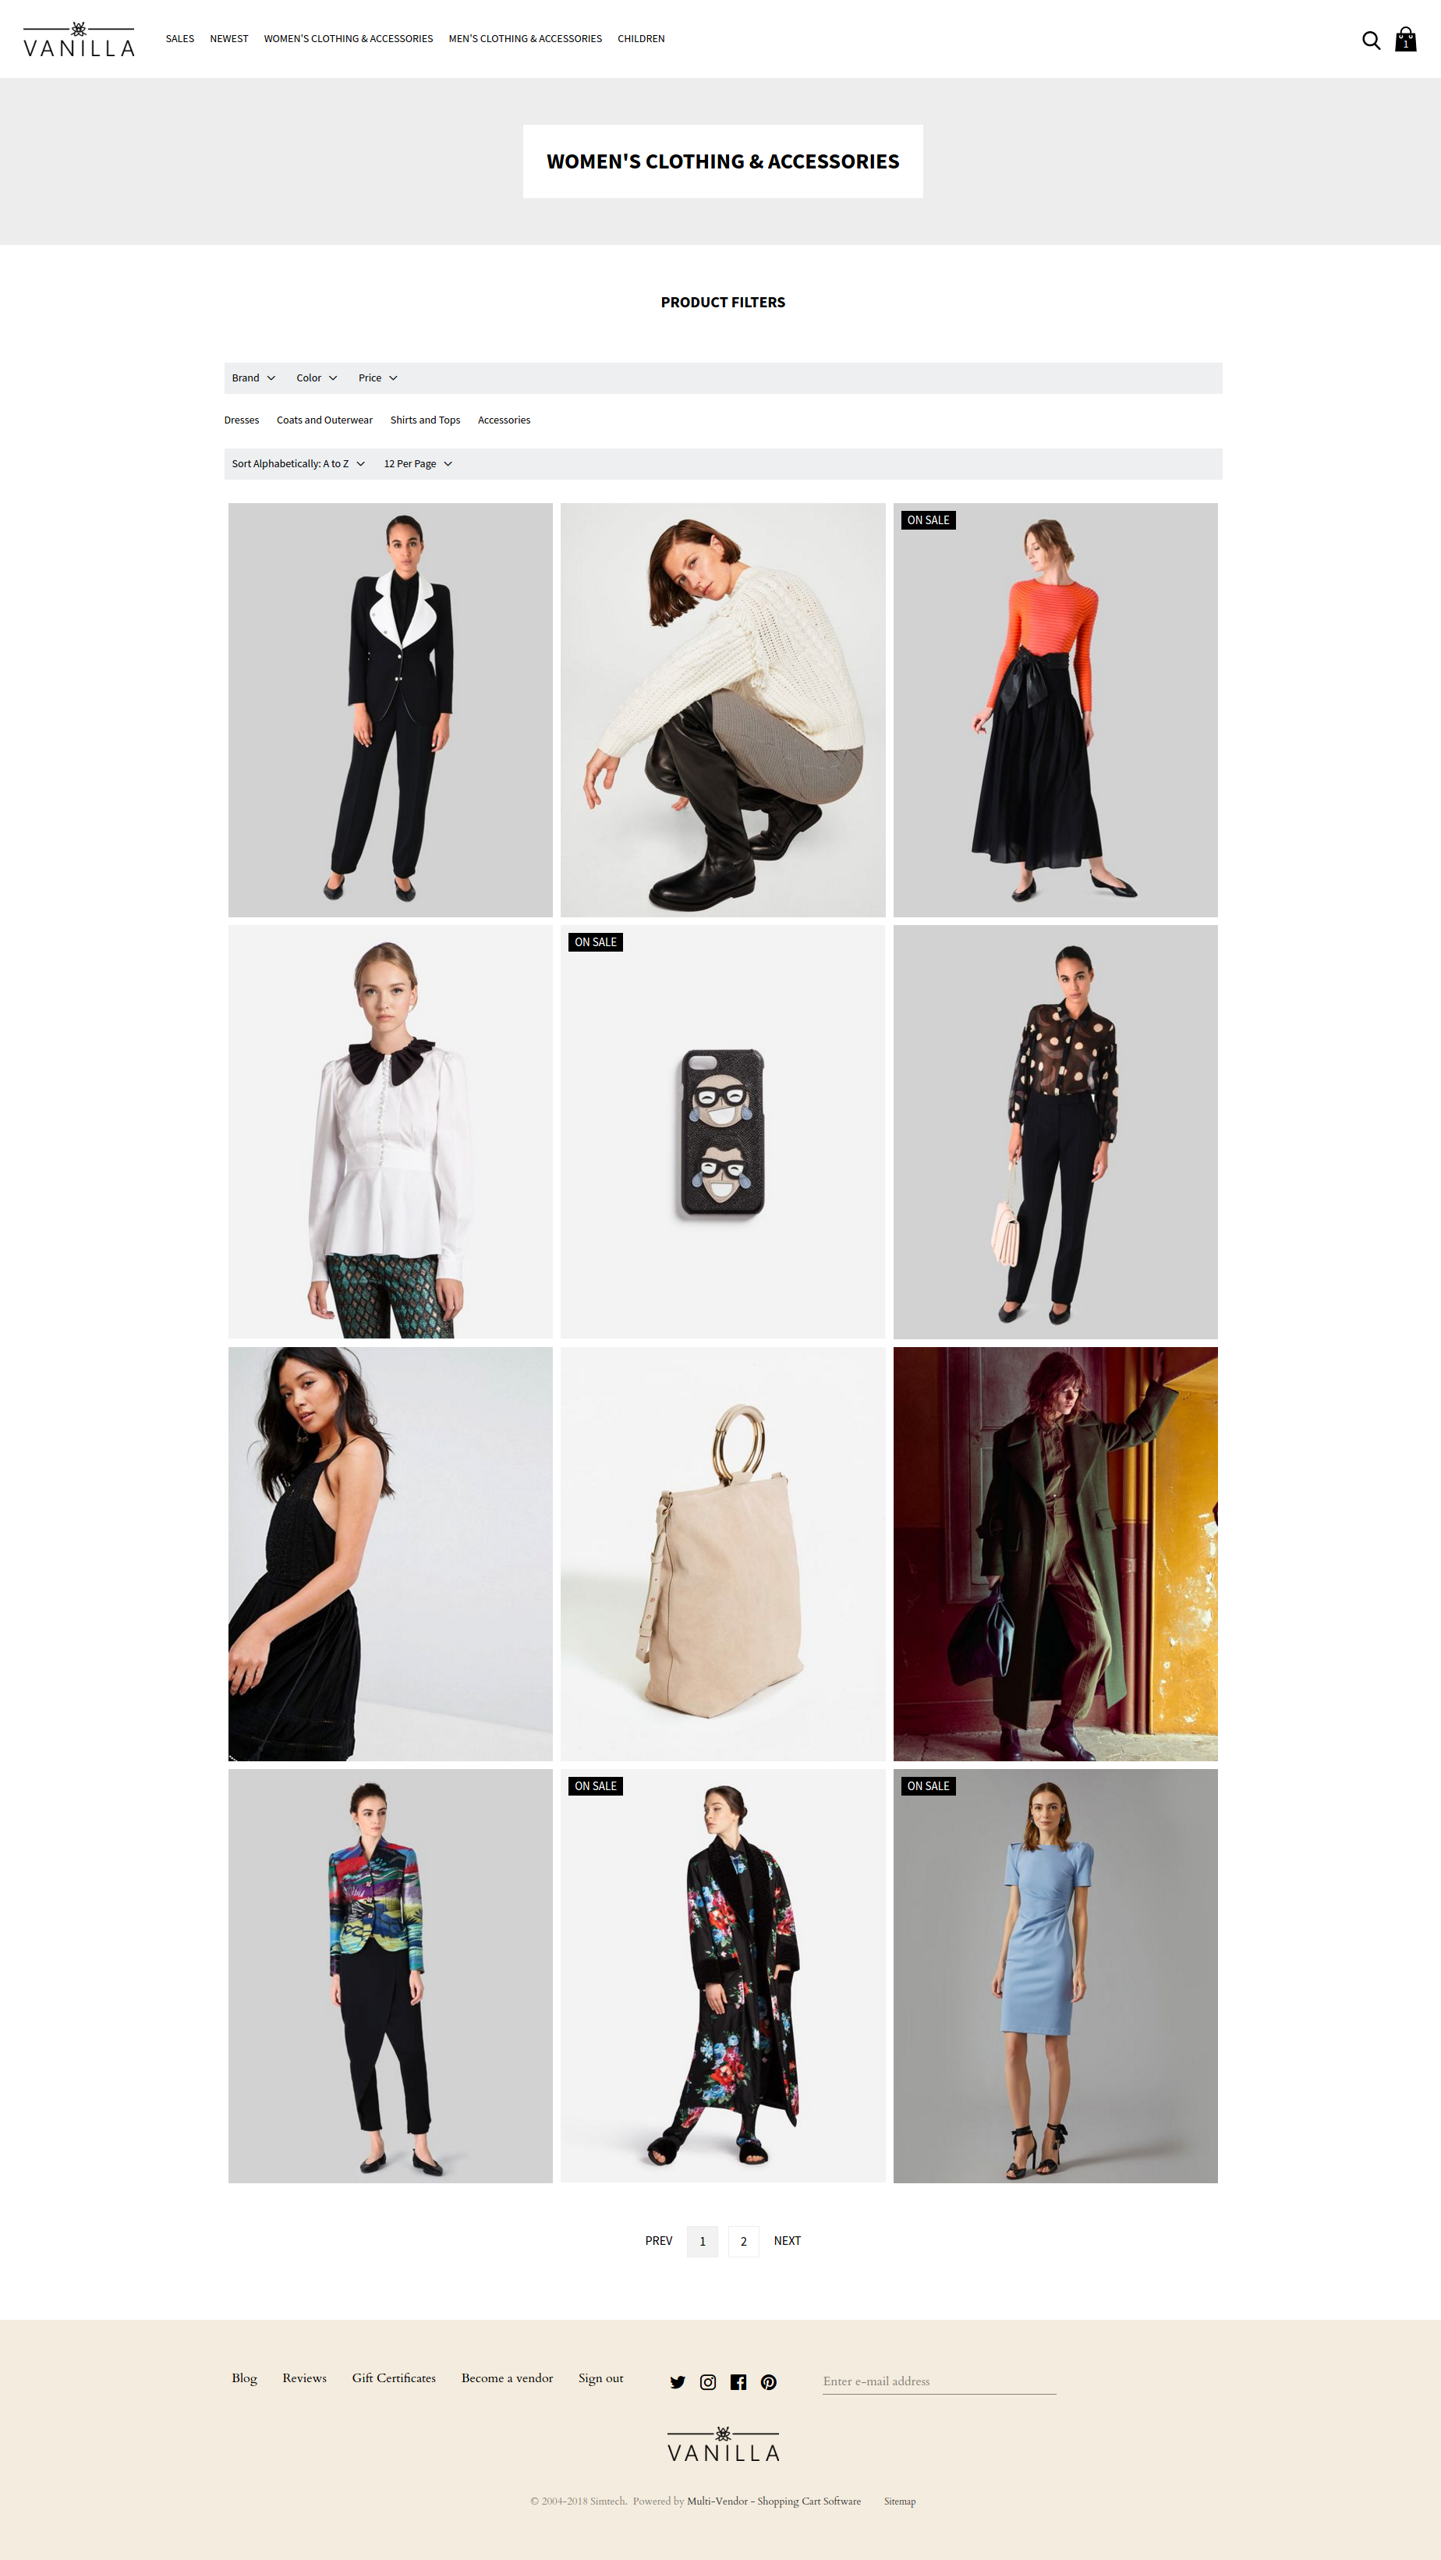 VANILLA
SALES NEWEST WOMEN'S CLOTHING & ACCESSORIES MEN'S CLOTHING & ACCESSORIES CHILDREN
1
WOMEN'S CLOTHING & ACCESSORIES
PRODUCT FILTERS
Brand Color Price
Dresses Coats and Outerwear Shirts and Tops Accessories
Sort Alphabetically: A to Z 12 Per Page
ON SALE
ON SALE
ON SALE ON SALE
PREV 1 2 NEXT
Blog Reviews Gift Certificates Become a vendor Sign out Enter e-mail address
VANILLA
© 2004-2018 Simtech. Powered by Multi-Vendor - Shopping Cart Software Sitemap